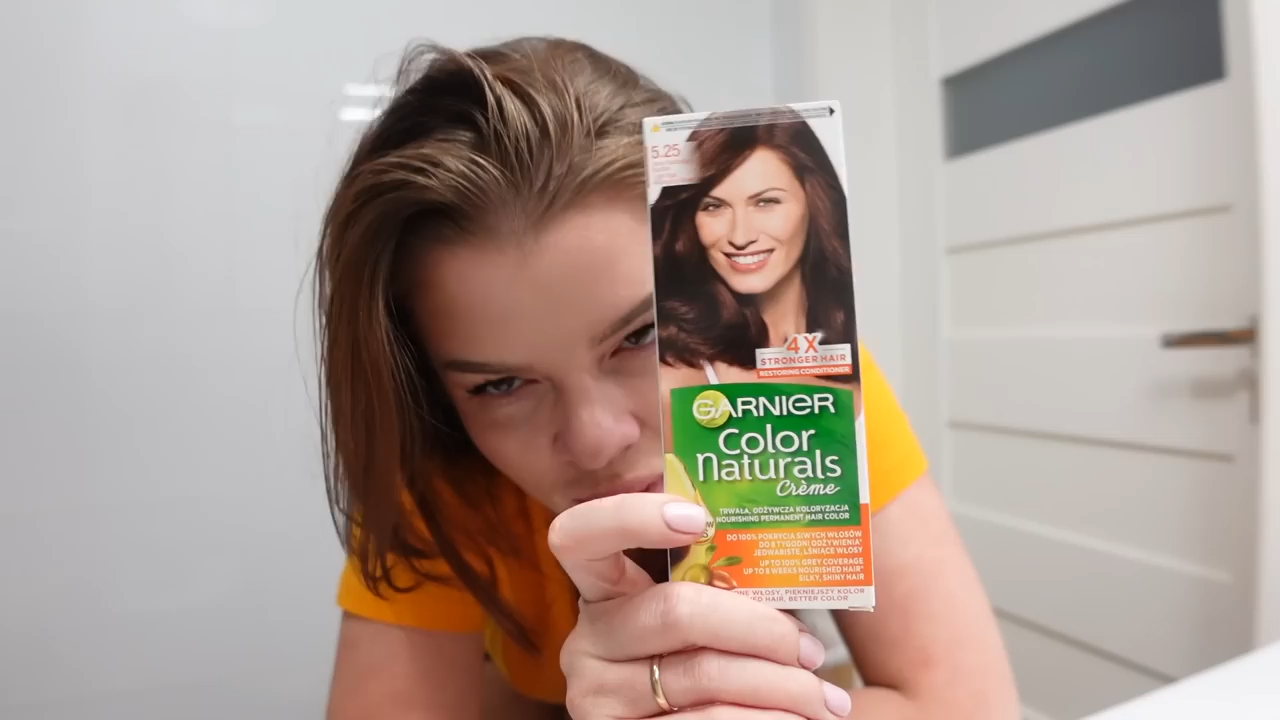 5.25
4X
STRONGER HAIR
RESTORING CONDITIONER
GARNIER
Color
Naturals
Crème
TRWAŁA, ODŻYWCZA KOLORYZACJA
NOURISHING PERMANENT HAIR COLOR
DO 100% POKRYCIA SIWYCH WŁOSÓW
DO 8 TYGODNI ODŻYWIENIA*
JEDWABISTE, LŚNIĄCE WŁOSY
UP TO 100% GREY COVERAGE
UP TO 8 WEEKS NOURISHED HAIR*
SILKY, SHINY HAIR
WŁOSY, PIĘKNIEJSZY KOLOR
HAIR, BETTER COLOR